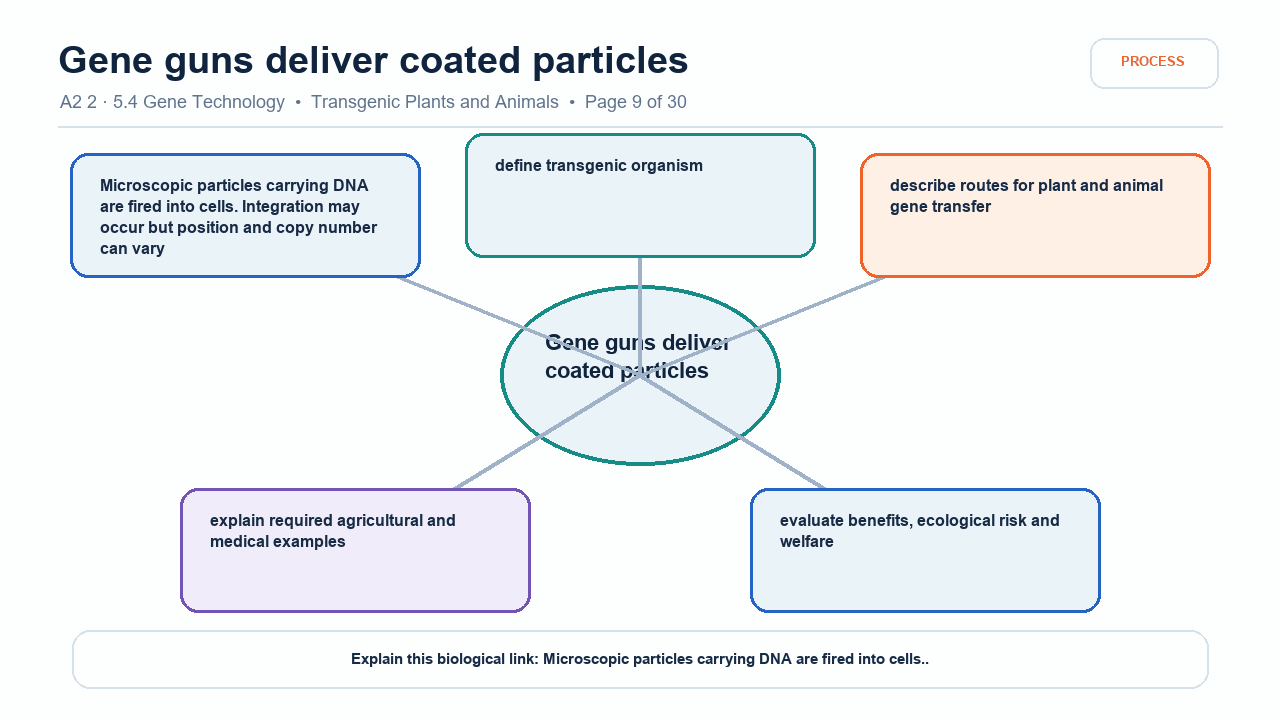 Gene guns deliver coated particles
PROCESS
A2 2 · 5.4 Gene Technology • Transgenic Plants and Animals • Page 9 of 30
Microscopic particles carrying DNA
are fired into cells. Integration may
occur but position and copy number
can vary
define transgenic organism
describe routes for plant and animal
gene transfer
Gene guns deliver
coated particles
explain required agricultural and
medical examples
evaluate benefits, ecological risk and
welfare
Explain this biological link: Microscopic particles carrying DNA are fired into cells..